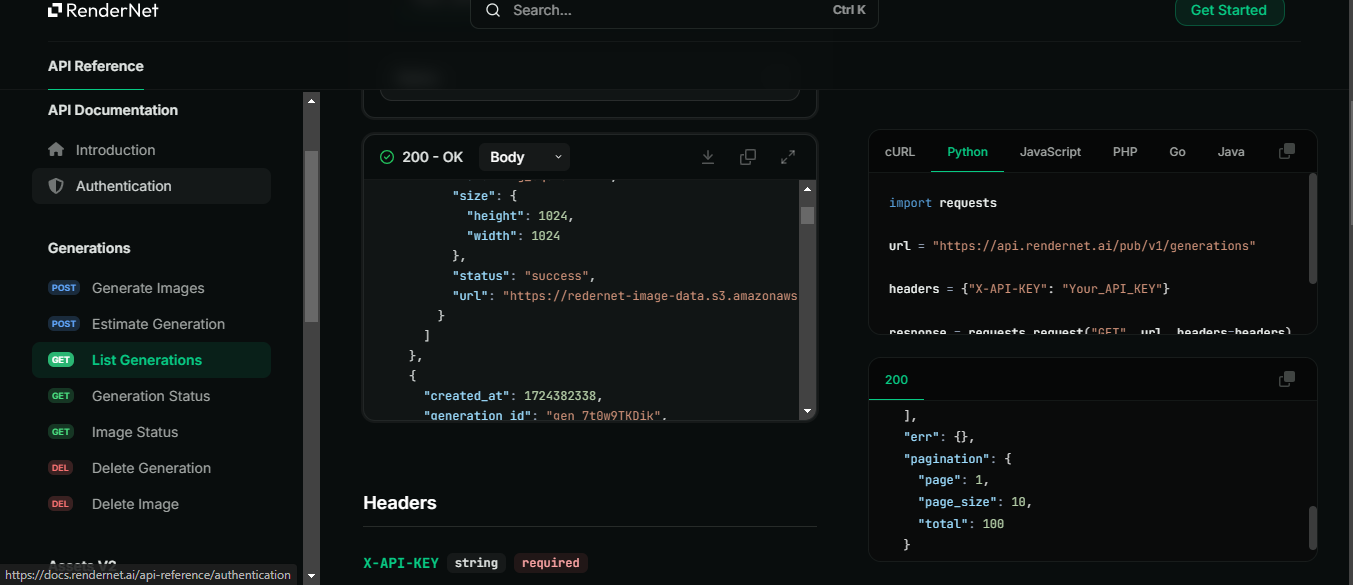 RenderNet
Search...
Ctrl K
Get Started
API Reference
API Documentation
Introduction
Authentication
Generations
POST Generate Images
POST Estimate Generation
GET List Generations
GET Generation Status
GET Image Status
DEL Delete Generation
DEL Delete Image
Assets V2
https://docs.rendernet.ai/api-reference/authentication
200 - OK Body
"size": {
"height": 1024,
"width": 1024
},
"status": "success",
"url": "https://redernet-image-data.s3.amazonaws
}
]
},
{
"created_at": 1724382338,
"generation_id": "gen_7t0w9TKDik",
Headers
X-API-KEY string required
cURL Python JavaScript PHP Go Java
import requests
url = "https://api.rendernet.ai/pub/v1/generations"
headers = {"X-API-KEY": "Your_API_KEY"}
response = requests.request("GET", url, headers=headers)
200
],
"err": {},
"pagination": {
"page": 1,
"page_size": 10,
"total": 100
}